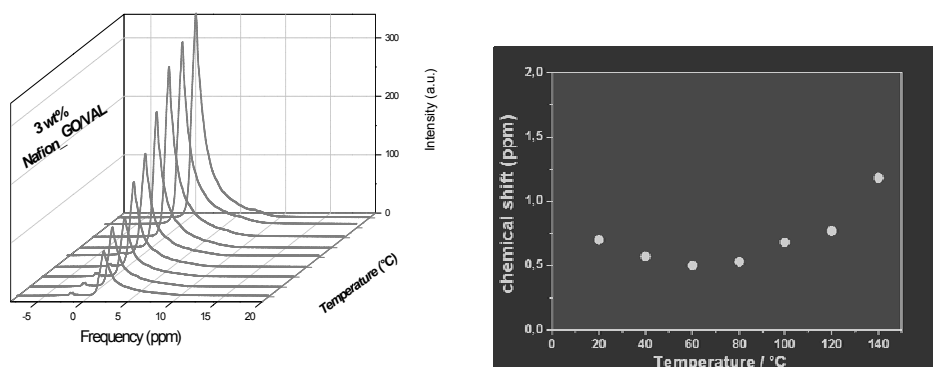 3 wt%
Nafion_GO/VAL
300
200
100
0
Intensity (a.u.)
Temperature (°C)
-5 0 5 10 15 20
Frequency (ppm)
2,0
1,5
1,0
0,5
0,0
chemical shift (ppm)
0 20 40 60 80 100 120 140
Temperature / °C